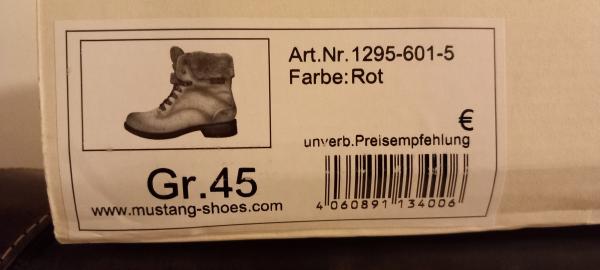 Art.Nr.1295-601-5
Farbe:Rot
€
unverb.Preisempfehlung
Gr.45
www.mustang-shoes.com
4 060891 134006